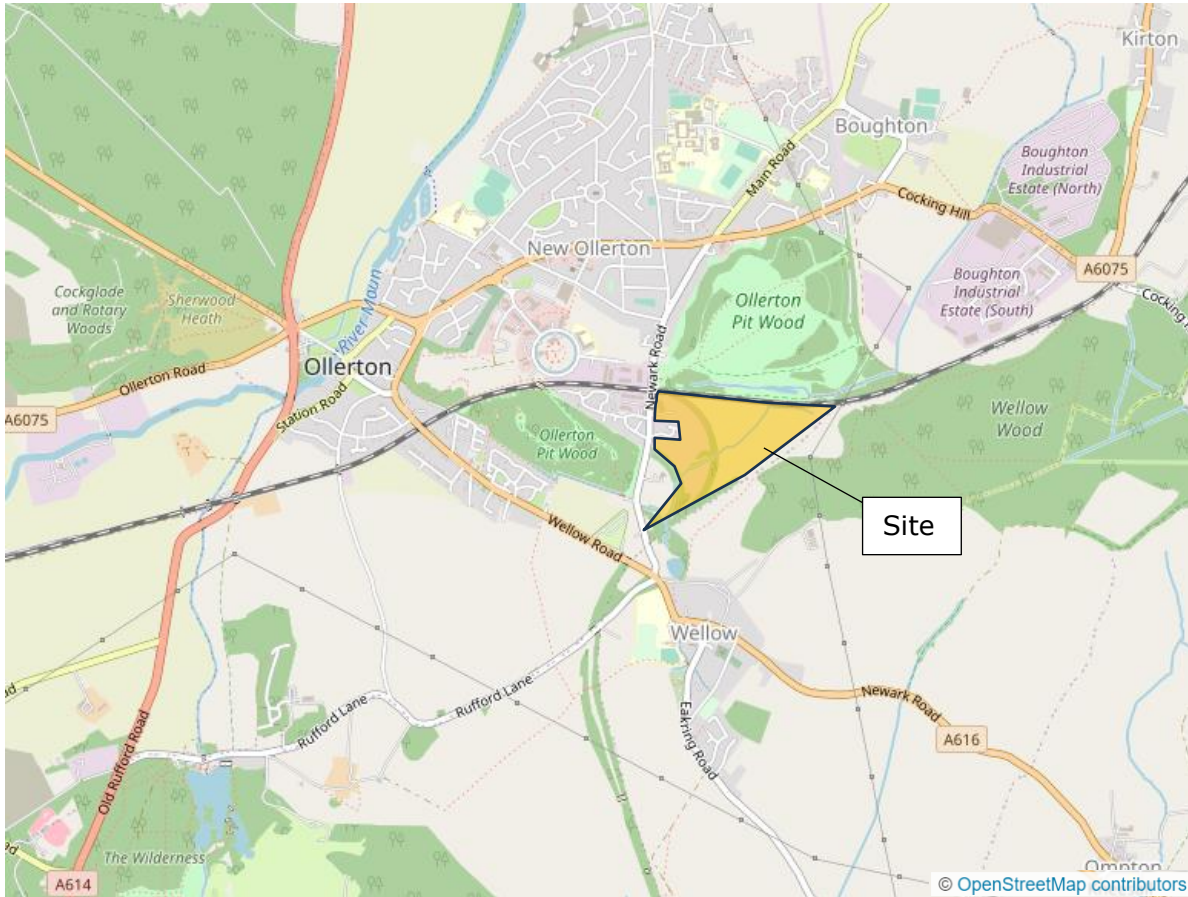 Kirton
Boughton
Boughton
Industrial
Estate (North)
Main Road
Cocking Hill
New Ollerton
A6075
Cockglode
and Rotary
Woods
Sherwood
Heath
River Maun
Ollerton
Pit Wood
Boughton
Industrial
Estate (South)
Ollerton
Newark Road
Ollerton Road
Station Road
A6075
Wellow
Wood
Ollerton
Pit Wood
Site
Wellow Road
Wellow
Rufford Lane
Rufford Lane
Newark Road
Eakring Road
A616
Old Rufford Road
The Wilderness
Ompton
A614
© OpenStreetMap contributors